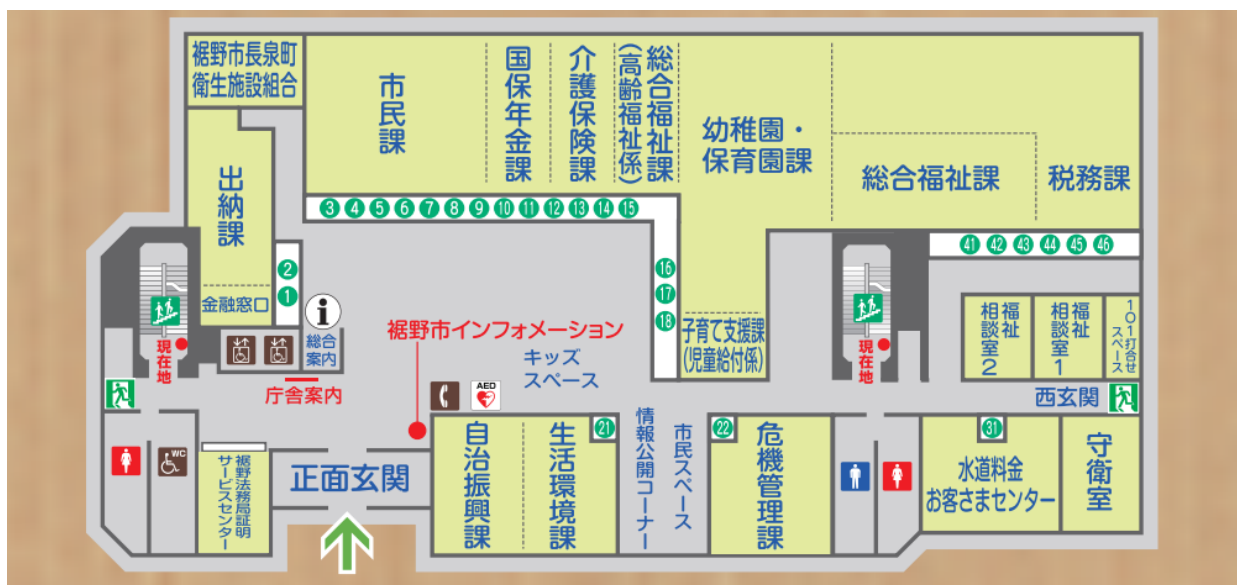 裾野市長泉町
衛生施設組合
市民課
国保年金課
介護保険課
総合福祉課
(高齢福祉係)
幼稚園・
保育園課
総合福祉課
税務課
出納課
金融窓口
3 4 5 6 7 8 9 10 11 12 13 14 15
16
17
18
2
1
41 42 43 44 45 46
i
総合
案内
裾野市インフォメーション
キッズ
スペース
子育て支援課
(児童給付係)
現在地
現在地
福祉
相談室2
福祉
相談室1
101打合せ
スペース
庁舎案内
AED
西玄関
WC
裾野法務局証明
サービスセンター
正面玄関
自治振興課
生活環境課
21
情報公開コーナー
市民スペース
22
危機管理課
31
水道料金
お客さまセンター
守衛室